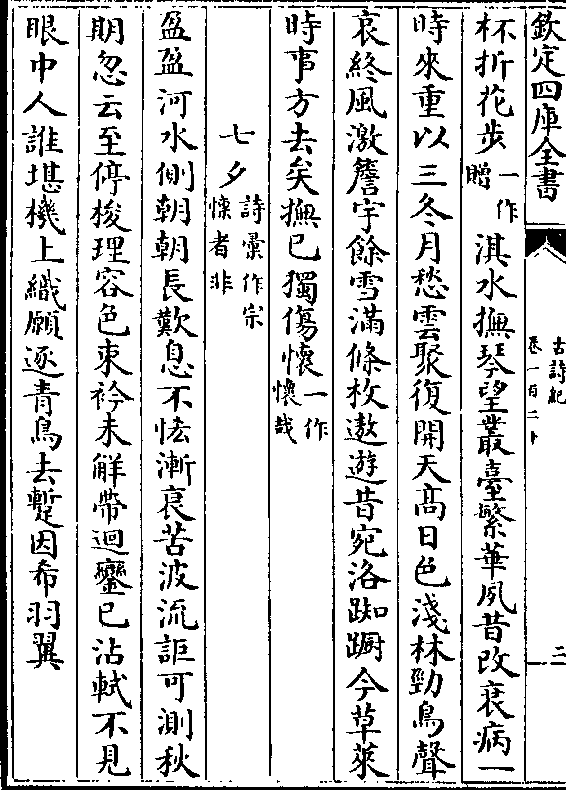 欽定四庫全書
古詩紀
卷一百二十
二
杯折花步一作贈淇水撫琴望叢臺繁華夙昔改衰病一
時來重以三冬月愁雲聚復開天髙日色淺林勁鳥聲
哀終風激簷宇餘雪滿條枚遨遊昔宛洛踟蹰今草萊
時事方去矣撫已獨傷懷一作懷哉
七夕詩彚作宗懍者非
盈盈河水側朝朝長歎息不恡漸衰苦波流詎可測秋
期忽云至停梭理容色束衿未觧帶迴鑾已沾軾不見
眼中人誰堪機上織願逐青鳥去蹔因希羽翼